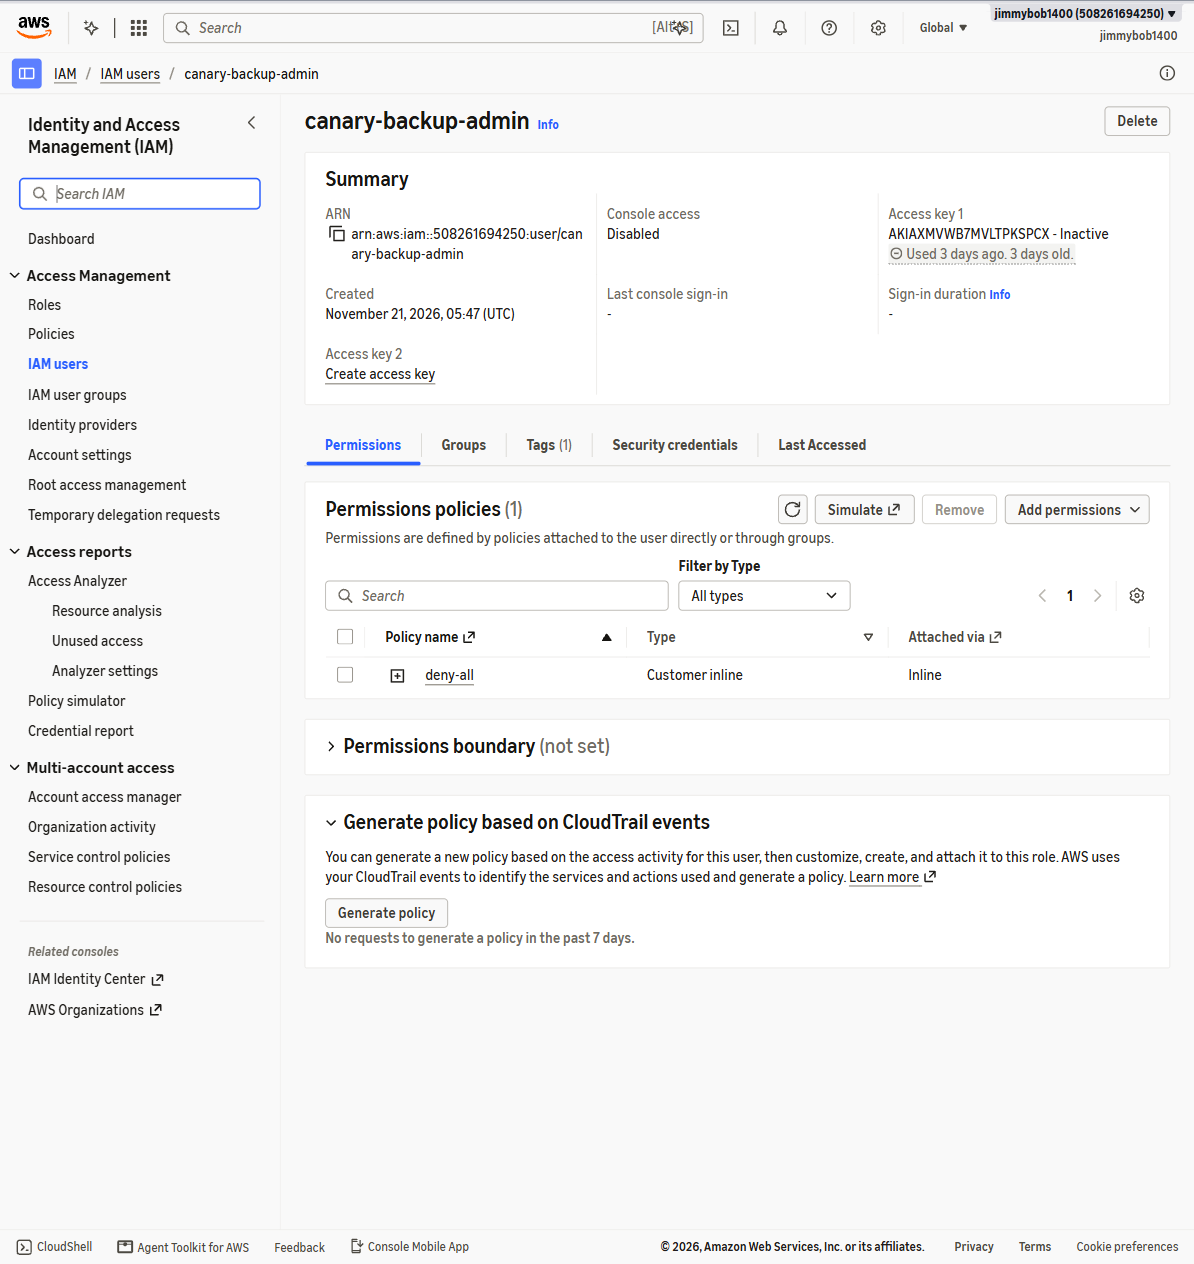 aws
Search
jimmybob1400 (508261694250) ▼
Global ▼
jimmybob1400
IAM / IAM users / canary-backup-admin
Identity and Access
Management (IAM)
Search IAM
Dashboard
Access Management
Roles
Policies
IAM users
IAM user groups
Identity providers
Account settings
Root access management
Temporary delegation requests
Access reports
Access Analyzer
Resource analysis
Unused access
Analyzer settings
Policy simulator
Credential report
Multi-account access
Account access manager
Organization activity
Service control policies
Resource control policies
Related consoles
IAM Identity Center
AWS Organizations
canary-backup-admin Info
Delete
Summary
ARN
arn:aws:iam::508261694250:user/can
ary-backup-admin
Console access
Disabled
Access key 1
AKIAXMVWB7MVLTPKSPCX - Inactive
Used 3 days ago. 3 days old.
Created
November 21, 2026, 05:47 (UTC)
Last console sign-in
-
Sign-in duration Info
-
Access key 2
Create access key
Permissions
Groups
Tags (1)
Security credentials
Last Accessed
Permissions policies (1)
Simulate
Remove
Add permissions
Permissions are defined by policies attached to the user directly or through groups.
Filter by Type
Search
All types
1
Policy name
Type
Attached via
deny-all
Customer inline
Inline
Permissions boundary (not set)
Generate policy based on CloudTrail events
You can generate a new policy based on the access activity for this user, then customize, create, and attach it to this role. AWS uses
your CloudTrail events to identify the services and actions used and generate a policy. Learn more
Generate policy
No requests to generate a policy in the past 7 days.
CloudShell
Agent Toolkit for AWS
Feedback
Console Mobile App
© 2026, Amazon Web Services, Inc. or its affiliates.
Privacy
Terms
Cookie preferences